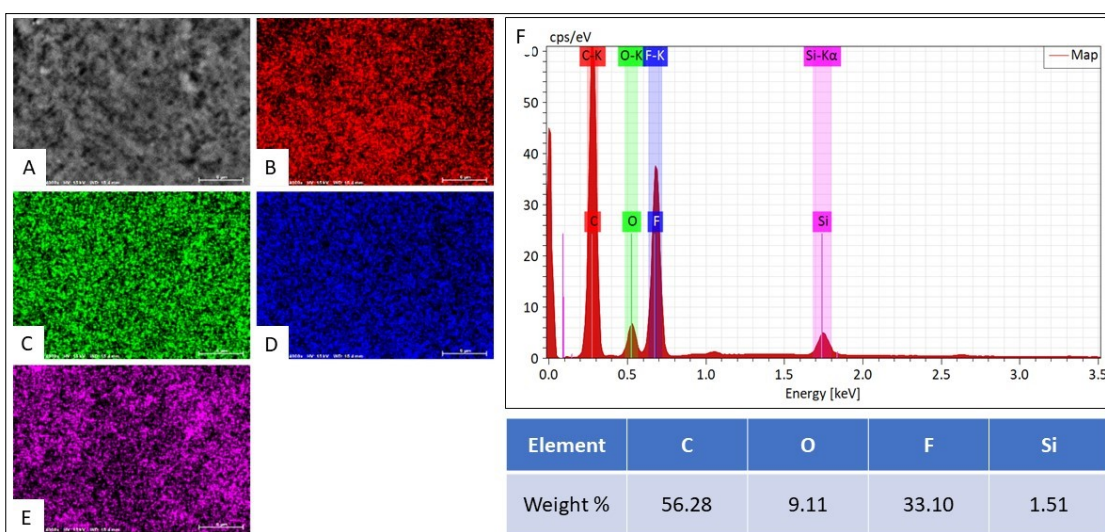 A
B
C
D
E
F
cps/eV
C-K O-K F-K Si-Kα
Map
50
40
30
20
10
0
C O F Si
0.0 0.5 1.0 1.5 2.0 2.5 3.0 3.5
Energy [keV]
Element C O F Si
Weight % 56.28 9.11 33.10 1.51